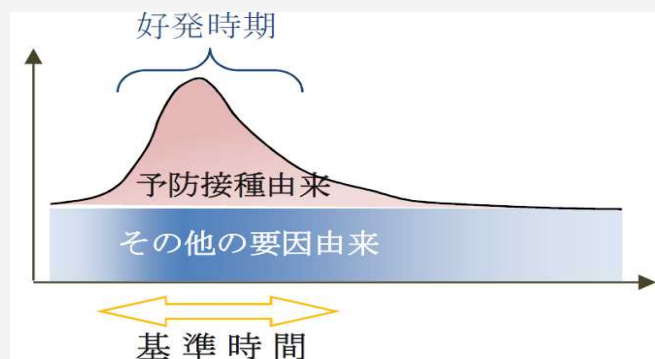 好発時期
予防接種由来
その他の要因由来
基準時間